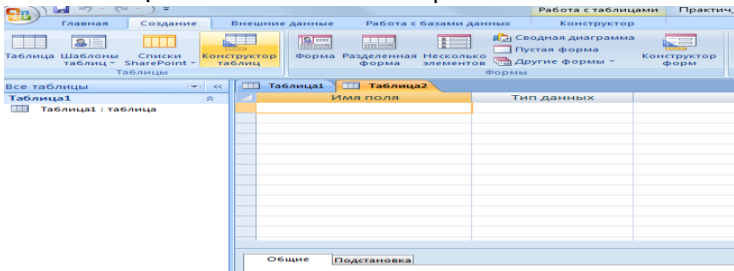 Работа с таблицами Практич
Главная Создание Внешние данные Работа с базами данных Конструктор
Таблица Шаблоны таблиц Списки SharePoint Конструктор таблиц
Таблицы
Форма Разделенная форма Несколько элементов Сводная диаграмма
Пустая форма
Другие формы
Конструктор форм
Формы
Все таблицы
Таблица1
Таблица1 : таблица
Таблица1 Таблица2
Имя поля Тип данных
Общие Подстановка